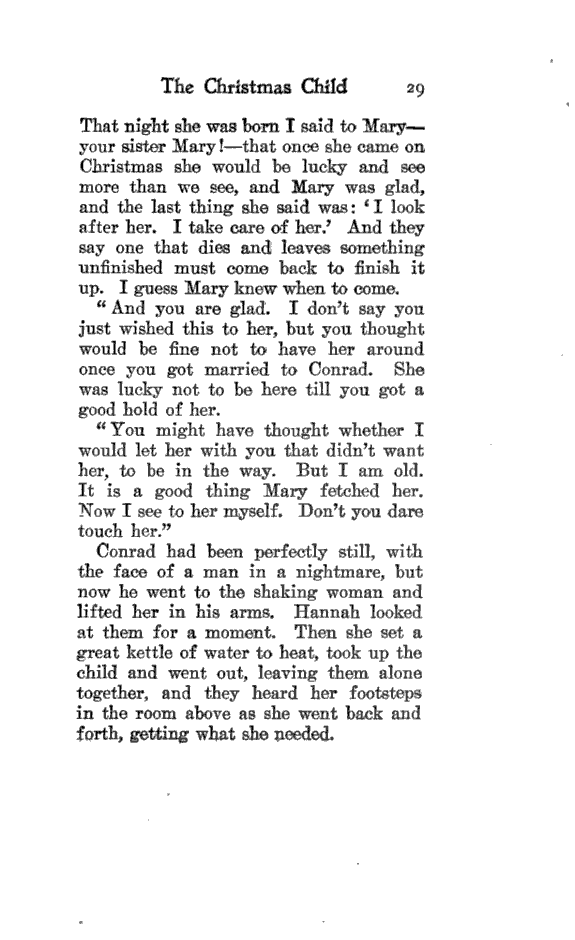 The Christmas Child 29
That night she was born I said to Mary—
your sister Mary!—that once she came on
Christmas she would be lucky and see
more than we see, and Mary was glad,
and the last thing she said was: ‘I look
after her. I take care of her.’ And they
say one that dies and leaves something
unfinished must come back to finish it
up. I guess Mary knew when to come.
“And you are glad. I don’t say you
just wished this to her, but you thought
would be fine not to have her around
once you got married to Conrad. She
was lucky not to be here till you got a
good hold of her.
“You might have thought whether I
would let her with you that didn’t want
her, to be in the way. But I am old.
It is a good thing Mary fetched her.
Now I see to her myself. Don’t you dare
touch her.”
Conrad had been perfectly still, with
the face of a man in a nightmare, but
now he went to the shaking woman and
lifted her in his arms. Hannah looked
at them for a moment. Then she set a
great kettle of water to heat, took up the
child and went out, leaving them alone
together, and they heard her footsteps
in the room above as she went back and
forth, getting what she needed.